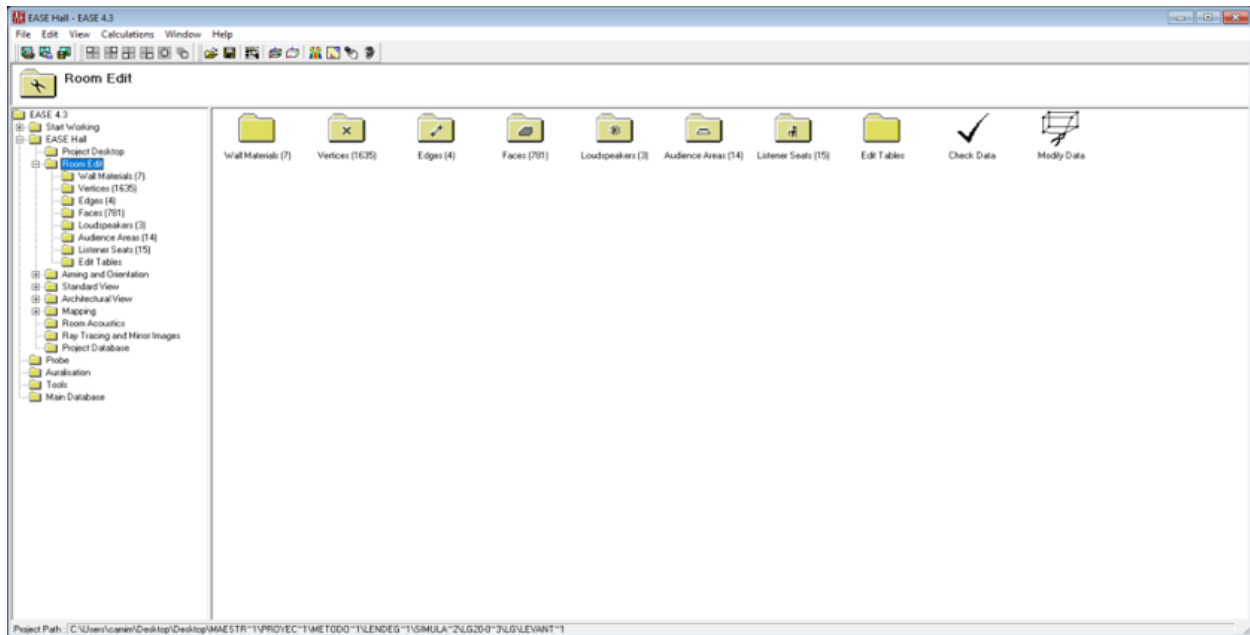 EASE Hall - EASE 4.3
File Edit View Calculations Window Help
Room Edit
EASE 4.3
Start Working
EASE Hall
Project Desktop
Room Edit
Wall Materials (7)
Vertices (1635)
Edges (4)
Faces (781)
Loudspeakers (3)
Audience Areas (14)
Listener Seats (15)
Edit Tables
Aiming and Orientation
Standard View
Architectural View
Mapping
Room Acoustics
Ray Tracing and Mirror Images
Project Database
Probe
Auralisation
Tools
Main Database
Wall Materials (7) Vertices (1635) Edges (4) Faces (781) Loudspeakers (3) Audience Areas (14) Listener Seats (15) Edit Tables Check Data Modify Data
Project Path : C:\Users\camini\Desktop\Desktop\MAESTR~1\PROYEC~1\METODO~1\LENDEG~1\SIMULA~2\LG20-0~3\LG\LEVANT~1